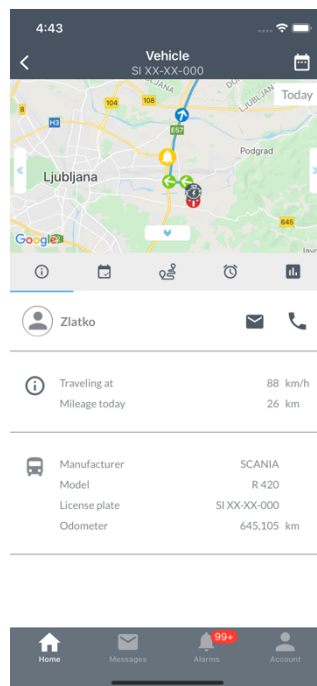 4:43
Vehicle
SI XX-XX-000
Today
8
104
108
H3
E57
Podgrad
Ljubljana
645
Google
Zlatko
Traveling at 88 km/h
Mileage today 26 km
Manufacturer SCANIA
Model R 420
License plate SI XX-XX-000
Odometer 645,105 km
99+
Home Messages Alarms Account